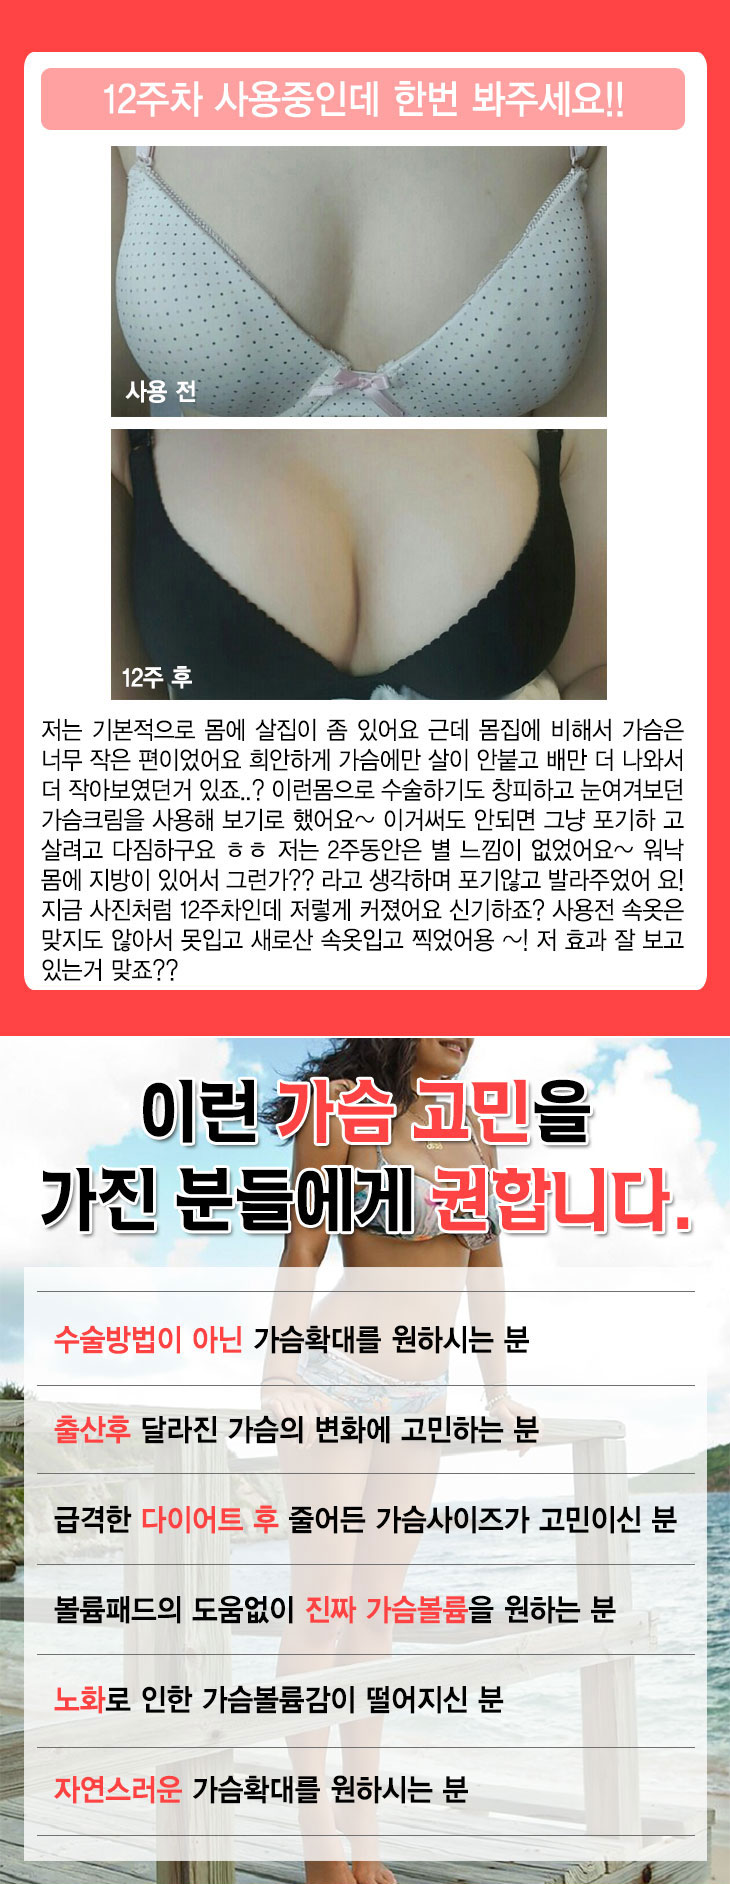 12주차 사용중인데 한번 봐주세요!!
사용 전
12주 후
저는 기본적으로 몸에 살집이 좀 있어요 근데 몸집에 비해서 가슴은
너무 작은 편이었어요 희안하게 가슴에만 살이 안붙고 배만 더 나와서
더 작아보였던거 있죠..? 이런몸으로 수술하기도 창피하고 눈여겨보던
가슴크림을 사용해 보기로 했어요~ 이거써도 안되면 그냥 포기하 고
살려고 다짐하구요 ㅎㅎ 저는 2주동안은 별 느낌이 없었어요~ 워낙
몸에 지방이 있어서 그런가?? 라고 생각하며 포기않고 발라주었어 요!
지금 사진처럼 12주차인데 저렇게 커졌어요 신기하죠? 사용전 속옷은
맞지도 않아서 못입고 새로산 속옷입고 찍었어용 ~! 저 효과 잘 보고
있는거 맞죠??
이런 가슴 고민을
가진 분들에게 권합니다.
수술방법이 아닌 가슴확대를 원하시는 분
출산후 달라진 가슴의 변화에 고민하는 분
급격한 다이어트 후 줄어든 가슴사이즈가 고민이신 분
볼륨패드의 도움없이 진짜 가슴볼륨을 원하는 분
노화로 인한 가슴볼륨감이 떨어지신 분
자연스러운 가슴확대를 원하시는 분